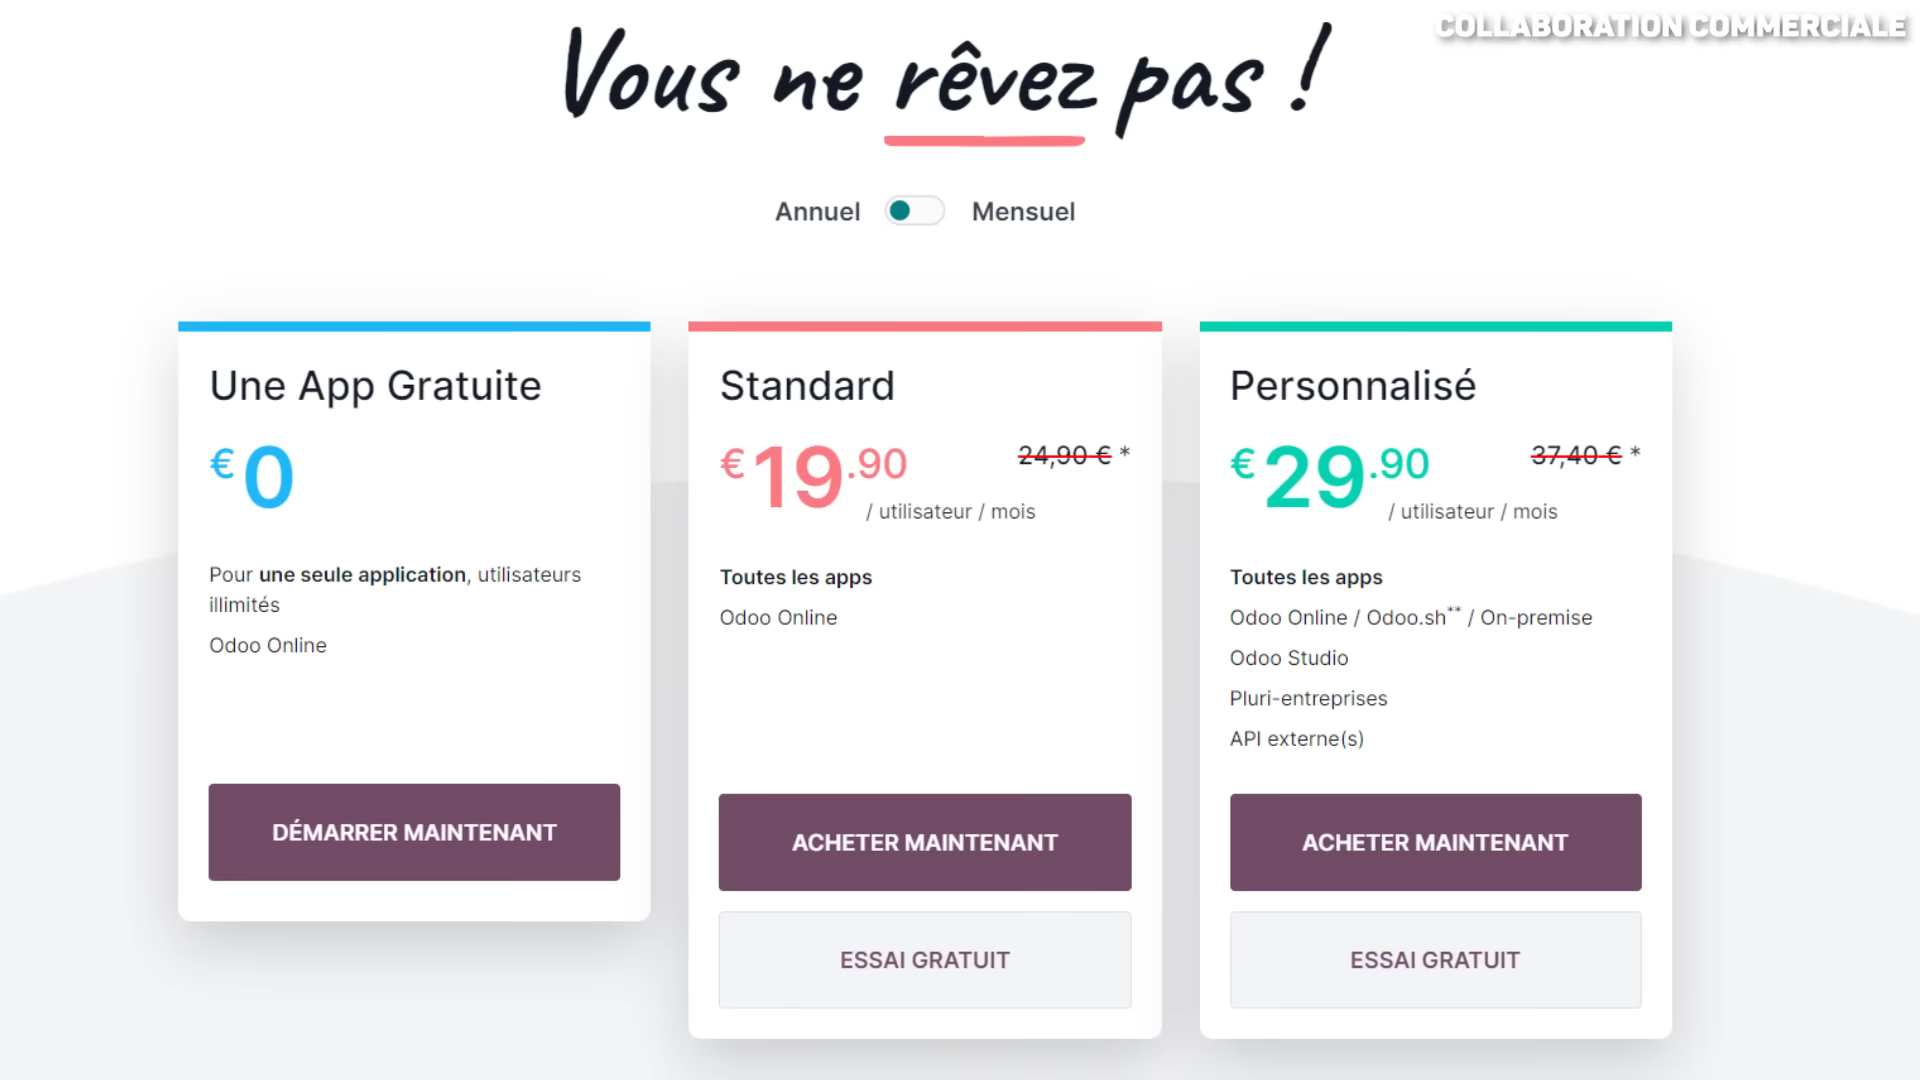 COLLABORATION COMMERCIALE
Vous ne rêvez pas !
Annuel Mensuel
Une App Gratuite
€ 0
Pour une seule application, utilisateurs
illimités
Odoo Online
DÉMARRER MAINTENANT
Standard
€ 19.90 24,90 € *
/ utilisateur / mois
Toutes les apps
Odoo Online
ACHETER MAINTENANT
ESSAI GRATUIT
Personnalisé
€ 29.90 37,40 € *
/ utilisateur / mois
Toutes les apps
Odoo Online / Odoo.sh** / On-premise
Odoo Studio
Pluri-entreprises
API externe(s)
ACHETER MAINTENANT
ESSAI GRATUIT